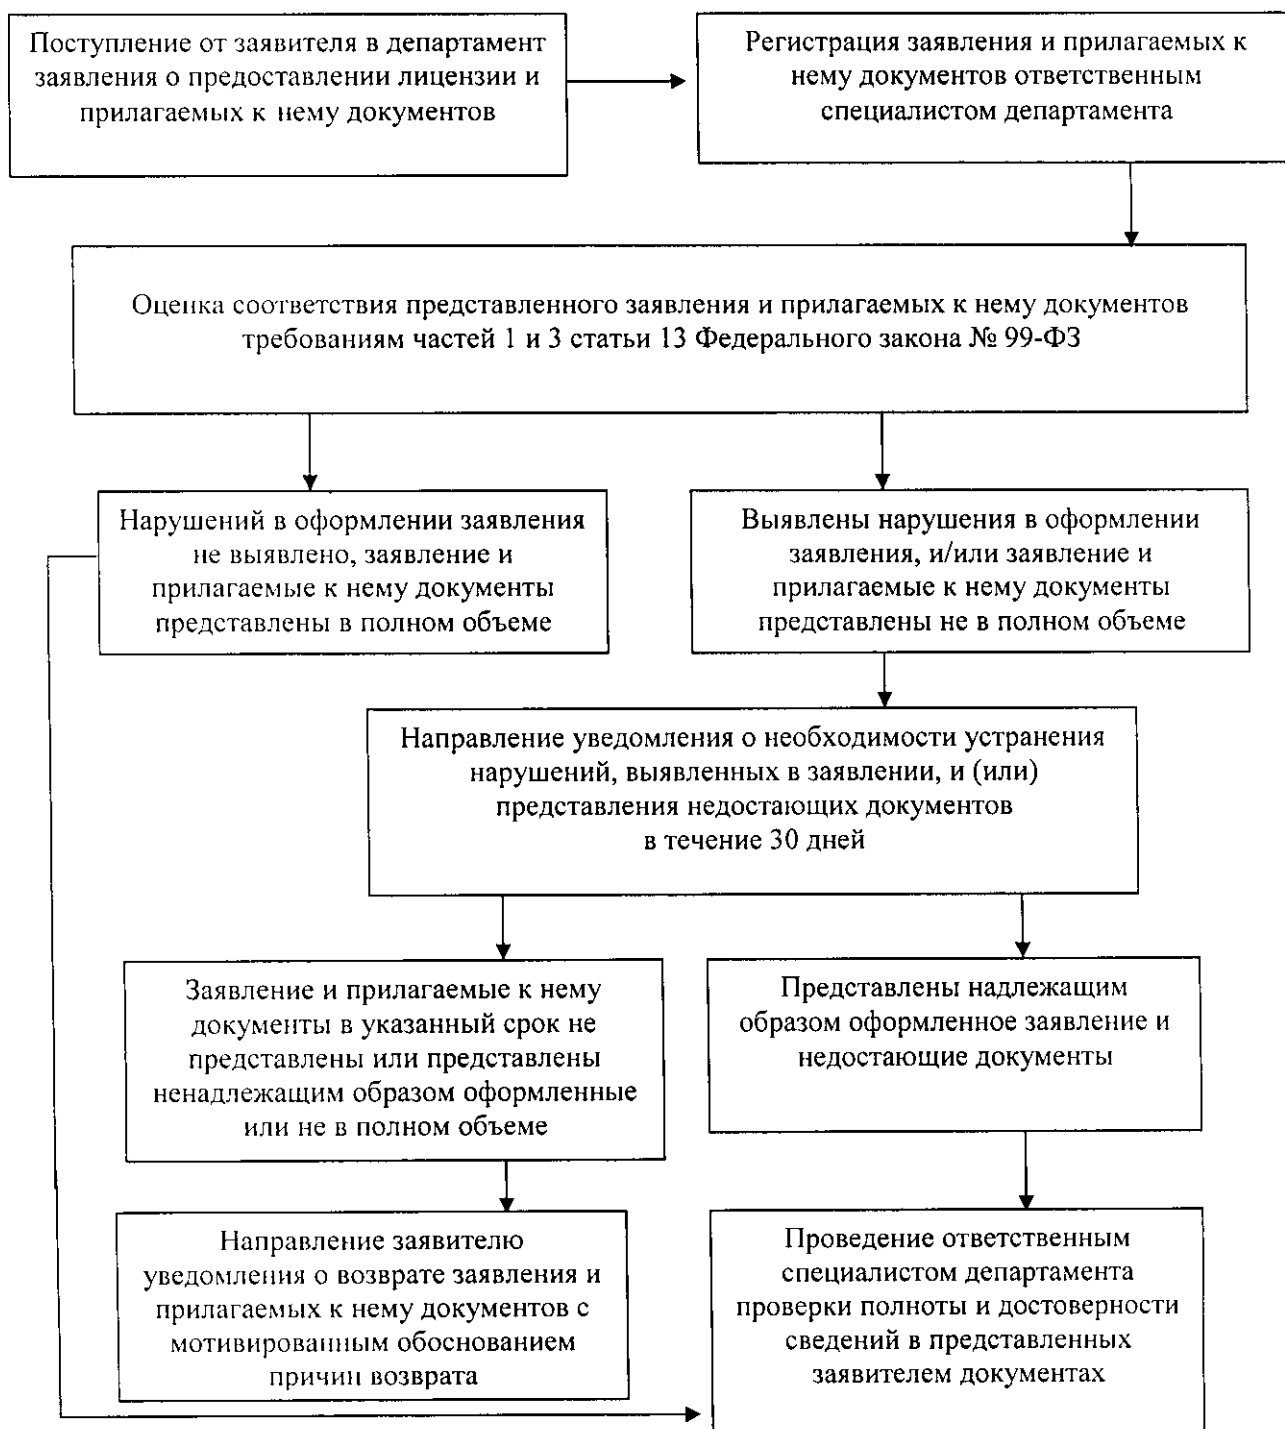 Поступление от заявителя в департамент
заявления о предоставлении лицензии и
прилагаемых к нему документов
Регистрация заявления и прилагаемых к
нему документов ответственным
специалистом департамента
Оценка соответствия представленного заявления и прилагаемых к нему документов
требованиям частей 1 и 3 статьи 13 Федерального закона № 99-ФЗ
Нарушений в оформлении заявления
не выявлено, заявление и
прилагаемые к нему документы
представлены в полном объеме
Выявлены нарушения в оформлении
заявления, и/или заявление и
прилагаемые к нему документы
представлены не в полном объеме
Направление уведомления о необходимости устранения
нарушений, выявленных в заявлении, и (или)
представления недостающих документов
в течение 30 дней
Заявление и прилагаемые к нему
документы в указанный срок не
представлены или представлены
ненадлежащим образом оформленные
или не в полном объеме
Представлены надлежащим
образом оформленное заявление и
недостающие документы
Направление заявителю
уведомления о возврате заявления и
прилагаемых к нему документов с
мотивированным обоснованием
причин возврата
Проведение ответственным
специалистом департамента
проверки полноты и достоверности
сведений в представленных
заявителем документах